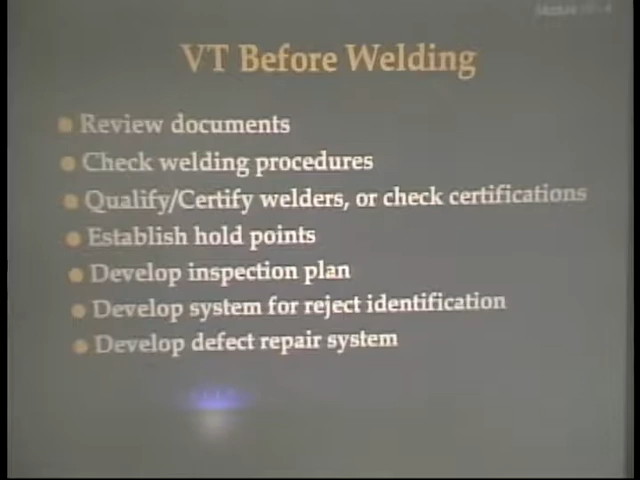 VT Before Welding
Review documents
Check welding procedures
Qualify/Certify welders, or check certifications
Establish hold points
Develop inspection plan
Develop system for reject identification
Develop defect repair system